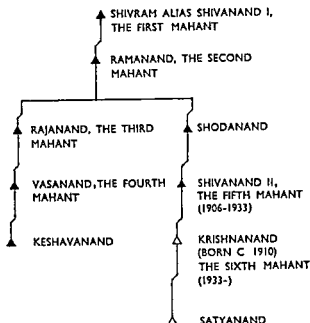 SHIVRAM ALIAS SHIVANAND I,
THE FIRST MAHANT
RAMANAND, THE SECOND
MAHANT
RAJANAND, THE THIRD
MAHANT
SHODANAND
VASANAND, THE FOURTH
MAHANT
SHIVANAND II,
THE FIFTH MAHANT
(1906-1933)
KESHAVANAND
KRISHNANAND
(BORN C 1910)
THE SIXTH MAHANT
(1933-)
SATYANAND